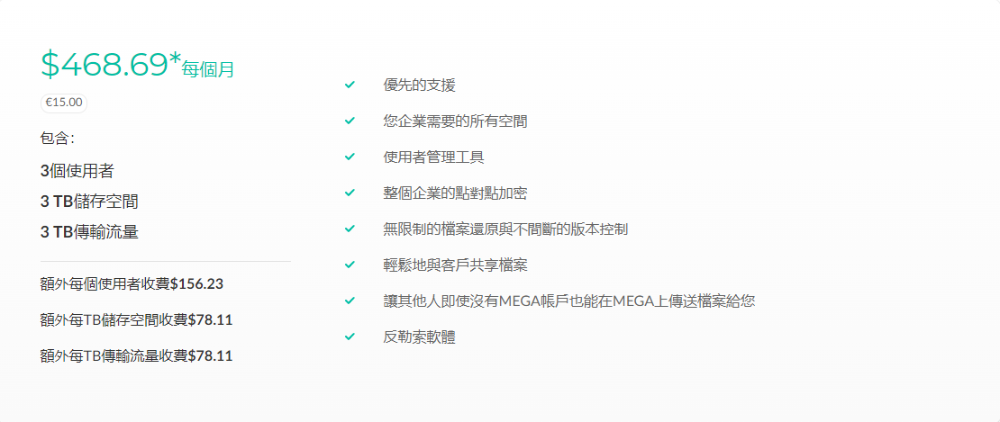 $468.69*每個月
€15.00
包含：
3個使用者
3 TB儲存空間
3 TB傳輸流量
額外每個使用者收費$156.23
額外每TB儲存空間收費$78.11
額外每TB傳輸流量收費$78.11
優先的支援
您企業需要的所有空間
使用者管理工具
整個企業的點對點加密
無限制的檔案還原與不間斷的版本控制
輕鬆地與客戶共享檔案
讓其他人即使沒有MEGA帳戶也能在MEGA上傳送檔案給您
反勒索軟體